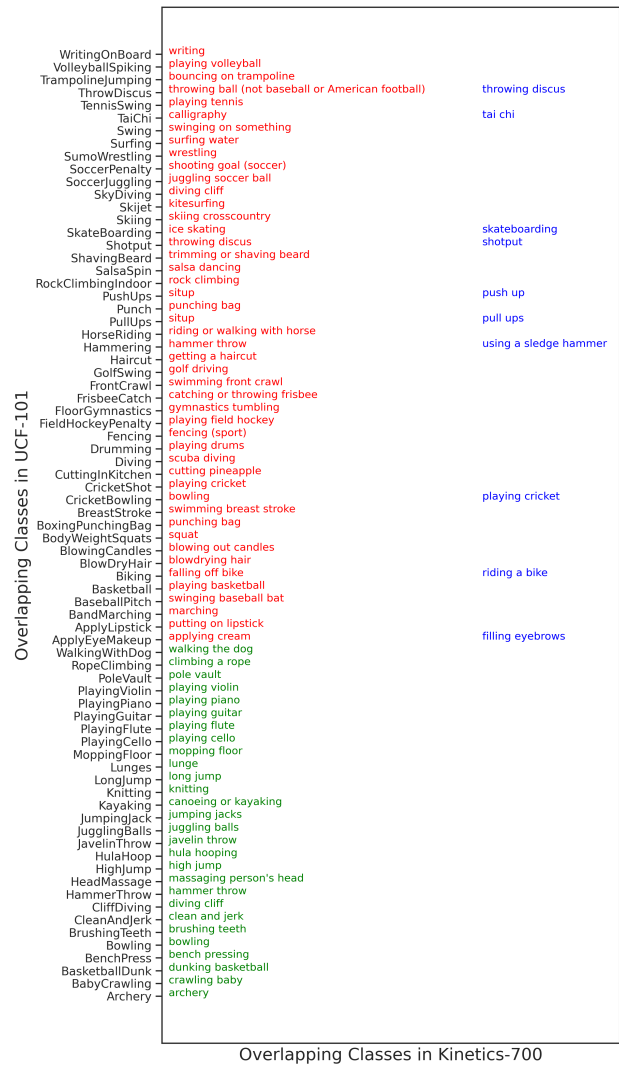 WritingOnBoard writing
VolleyballSpiking playing volleyball
TrampolineJumping bouncing on trampoline
ThrowDiscus throwing ball (not baseball or American football) throwing discus
TennisSwing playing tennis
TaiChi calligraphy tai chi
Swing swinging on something
Surfing surfing water
SumoWrestling wrestling
SoccerPenalty shooting goal (soccer)
SoccerJuggling juggling soccer ball
SkyDiving diving cliff
Skijet kitesurfing
Skiing skiing crosscountry
SkateBoarding ice skating skateboarding
Shotput throwing discus shotput
ShavingBeard trimming or shaving beard
SalsaSpin salsa dancing
RockClimbingIndoor rock climbing
PushUps situp push up
Punch punching bag
PullUps situp pull ups
HorseRiding riding or walking with horse
Hammering hammer throw using a sledge hammer
Haircut getting a haircut
GolfSwing golf driving
FrontCrawl swimming front crawl
FrisbeeCatch catching or throwing frisbee
FloorGymnastics gymnastics tumbling
FieldHockeyPenalty playing field hockey
Fencing fencing (sport)
Drumming playing drums
Diving scuba diving
CuttingInKitchen cutting pineapple
CricketShot playing cricket
CricketBowling bowling playing cricket
BreastStroke swimming breast stroke
BoxingPunchingBag punching bag
BodyWeightSquats squat
BlowingCandles blowing out candles
BlowDryHair blowdrying hair
Biking falling off bike riding a bike
Basketball playing basketball
BaseballPitch swinging baseball bat
BandMarching marching
ApplyLipstick putting on lipstick
ApplyEyeMakeup applying cream filling eyebrows
WalkingWithDog walking the dog
RopeClimbing climbing a rope
PoleVault pole vault
PlayingViolin playing violin
PlayingPiano playing piano
PlayingGuitar playing guitar
PlayingFlute playing flute
PlayingCello playing cello
MoppingFloor mopping floor
Lunges lunge
LongJump long jump
Knitting knitting
Kayaking canoeing or kayaking
JumpingJack jumping jacks
JugglingBalls juggling balls
JavelinThrow javelin throw
HulaHoop hula hooping
HighJump high jump
HeadMassage massaging person's head
HammerThrow hammer throw
CliffDiving diving cliff
CleanAndJerk clean and jerk
BrushingTeeth brushing teeth
Bowling bowling
BenchPress bench pressing
BasketballDunk dunking basketball
BabyCrawling crawling baby
Archery archery
Overlapping Classes in UCF-101
Overlapping Classes in Kinetics-700